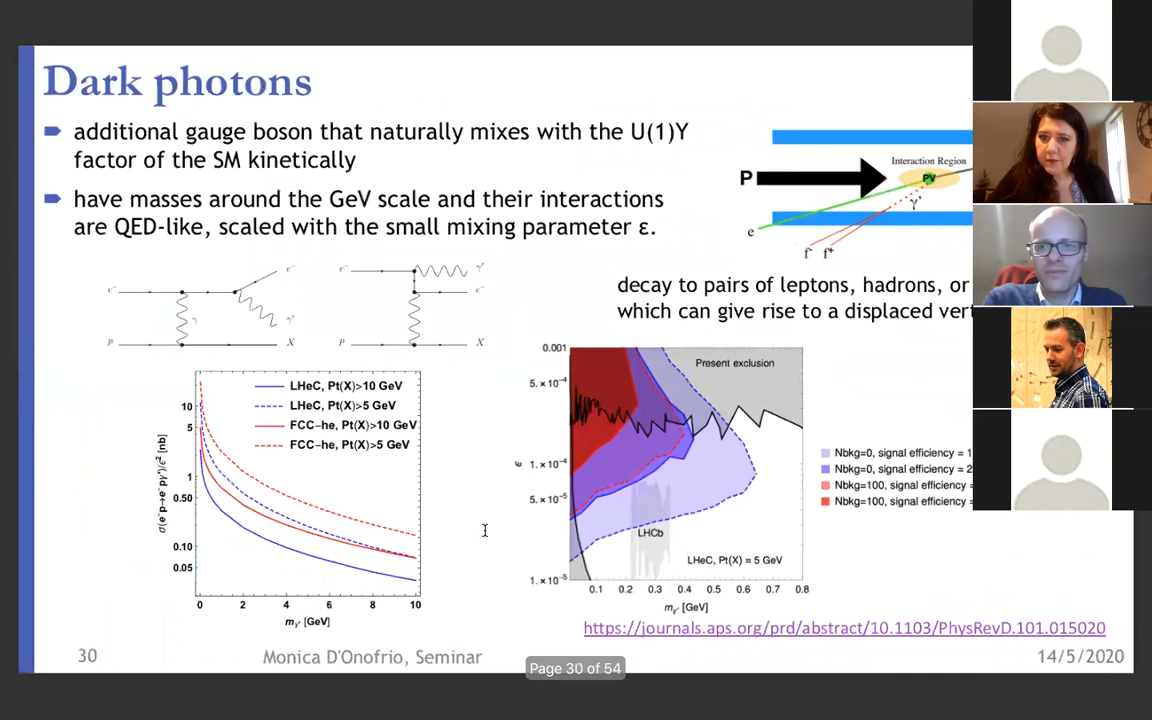 Dark photons
additional gauge boson that naturally mixes with the U(1)Y
factor of the SM kinetically
have masses around the GeV scale and their interactions
are QED-like, scaled with the small mixing parameter ε.
Interaction Region
P
PV
γ'
e
f- f+
decay to pairs of leptons, hadrons, or
which can give rise to a displaced vert
e⁻
e⁻
γ
γ'
p
X
e⁻
γ'
e⁻
p
X
LHeC, Pt(X)>10 GeV
LHeC, Pt(X)>5 GeV
FCC-he, Pt(X)>10 GeV
FCC-he, Pt(X)>5 GeV
σ(e⁻p→e⁻pγ')/ε² [nb]
10
5
1
0.50
0.10
0.05
0 2 4 6 8 10
mγ' [GeV]
0.001
5.×10⁻⁴
1.×10⁻⁴
5.×10⁻⁵
1.×10⁻⁵
ε
Present exclusion
LHCb
LHeC, Pt(X) = 5 GeV
0.1 0.2 0.3 0.4 0.5 0.6 0.7 0.8
mγ' [GeV]
Nbkg=0, signal efficiency = 1
Nbkg=0, signal efficiency = 2
Nbkg=100, signal efficiency =
Nbkg=100, signal efficiency =
https://journals.aps.org/prd/abstract/10.1103/PhysRevD.101.015020
30
Monica D'Onofrio, Seminar
Page 30 of 54
14/5/2020